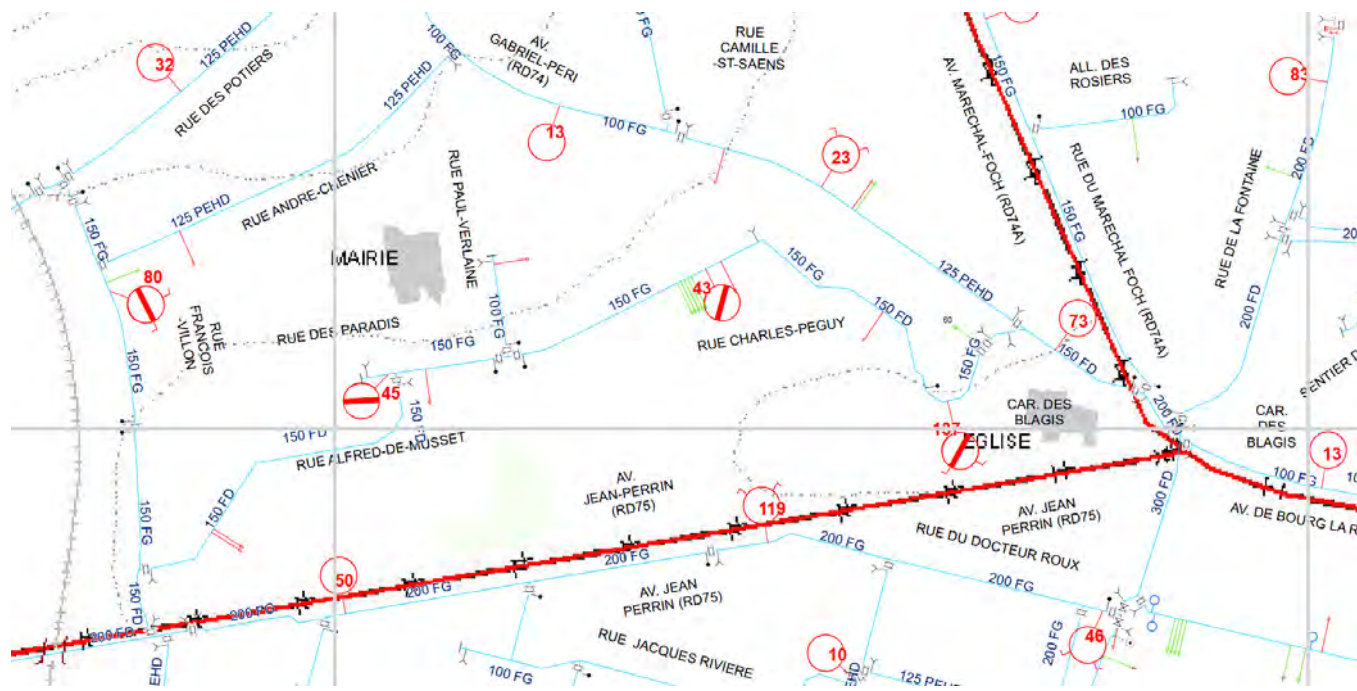 32
125 PEHD
RUE DES POTIERS
100 FG
AV.
GABRIEL-PERI
(RD74)
RUE
CAMILLE
-ST-SAENS
150 FG
AV. MARECHAL-FOCH (RD74A)
ALL. DES
ROSIERS
83
125 PEHD
13
100 FG
23
100 FG
200 FG
125 PEHD
RUE ANDRE-CHENIER
RUE PAUL-VERLAINE
RUE DU MARECHAL FOCH (RD74A)
150 FG
RUE DE LA FONTAINE
150 FG
80
MAIRIE
43
150 FG
150 FG
125 PEHD
200 FD
RUE
FRANCOIS
-VILLON
RUE DES PARADIS
100 FG
150 FG
RUE CHARLES-PEGUY
150 FD
73
150 FG
45
150 FD
150 FG
150 FD
SENTIER D
150 FD
RUE ALFRED-DE-MUSSET
CAR. DES
BLAGIS
200 FD
CAR.
DES
BLAGIS
137
EGLISE
13
100 FG
150 FG
150 FD
AV.
JEAN-PERRIN
(RD75)
119
300 FD
AV. JEAN
PERRIN (RD75)
AV. DE BOURG LA R
RUE DU DOCTEUR ROUX
50
200 FG
200 FG
200 FG
200 FG
150 FD
200 FG
200 FD
AV. JEAN
PERRIN (RD75)
RUE JACQUES RIVIERE
46
200 FG
10
100 FG
125 PEHD